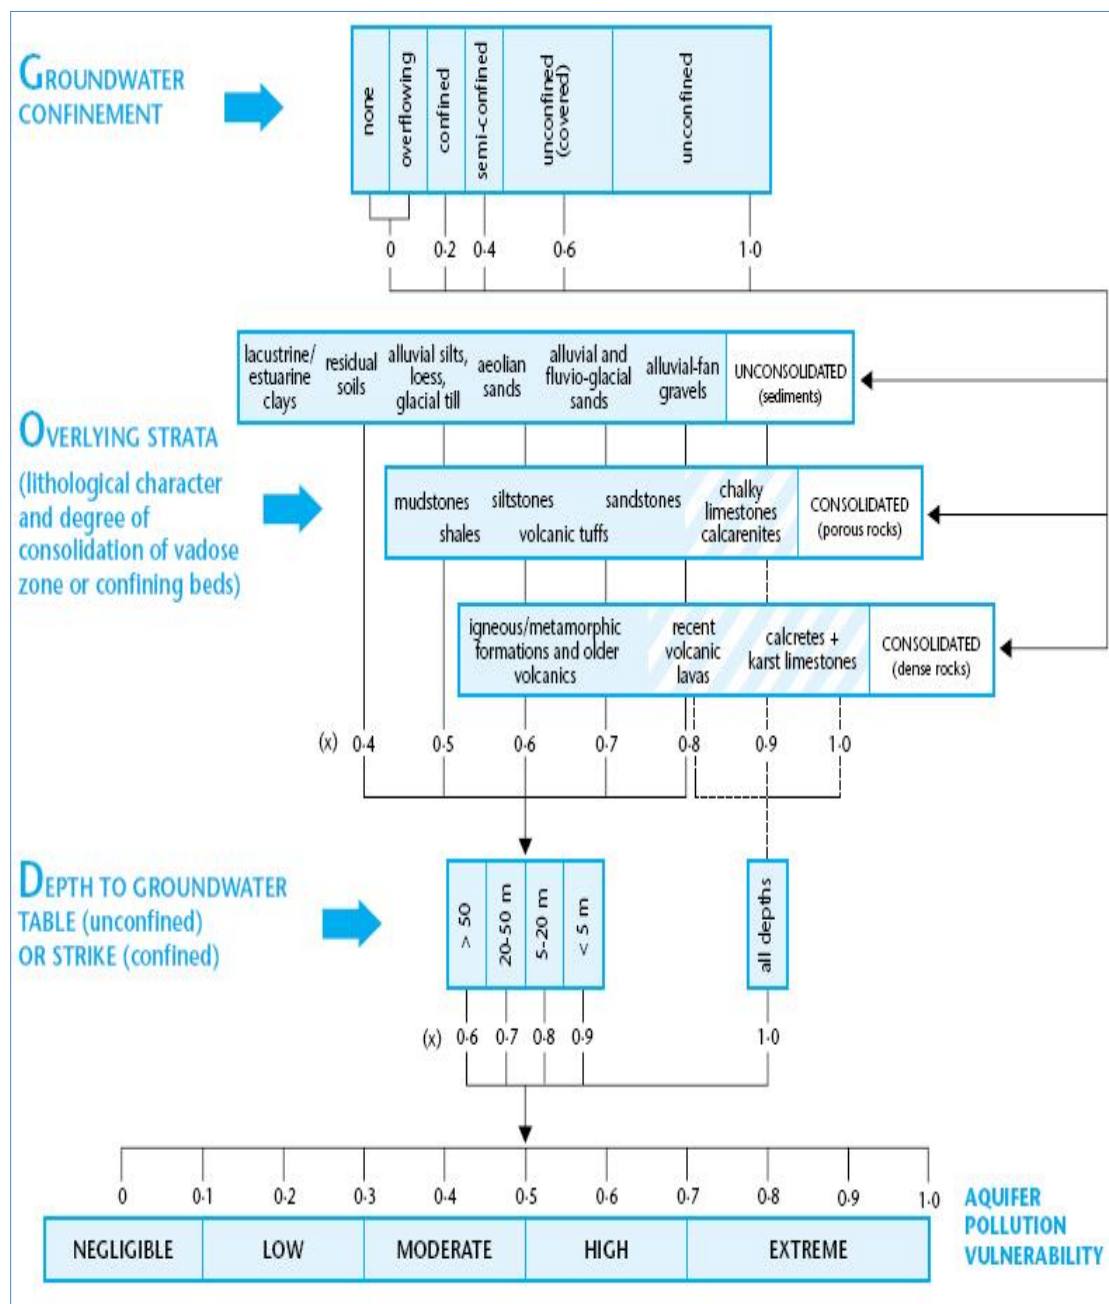 GROUNDWATER
CONFINEMENT
none
overflowing
confined
semi-confined
unconfined
(covered)
unconfined
0
0·2
0·4
0·6
1·0
OVERLYING STRATA
(lithological character
and degree of
consolidation of vadose
zone or confining beds)
lacustrine/
estuarine
clays
residual
soils
alluvial silts,
loess,
glacial till
aeolian
sands
alluvial and
fluvio-glacial
sands
alluvial-fan
gravels
UNCONSOLIDATED
(sediments)
mudstones
shales
siltstones
volcanic tuffs
sandstones
chalky
limestones
calcarenites
CONSOLIDATED
(porous rocks)
igneous/metamorphic
formations and older
volcanics
recent
volcanic
lavas
calcretes +
karst limestones
CONSOLIDATED
(dense rocks)
(x) 0·4 0·5 0·6 0·7 0·8 0·9 1·0
DEPTH TO GROUNDWATER
TABLE (unconfined)
OR STRIKE (confined)
> 50
20-50 m
5-20 m
< 5 m
all depths
(x) 0·6 0·7 0·8 0·9 1·0
0 0·1 0·2 0·3 0·4 0·5 0·6 0·7 0·8 0·9 1·0
NEGLIGIBLE LOW MODERATE HIGH EXTREME
AQUIFER
POLLUTION
VULNERABILITY